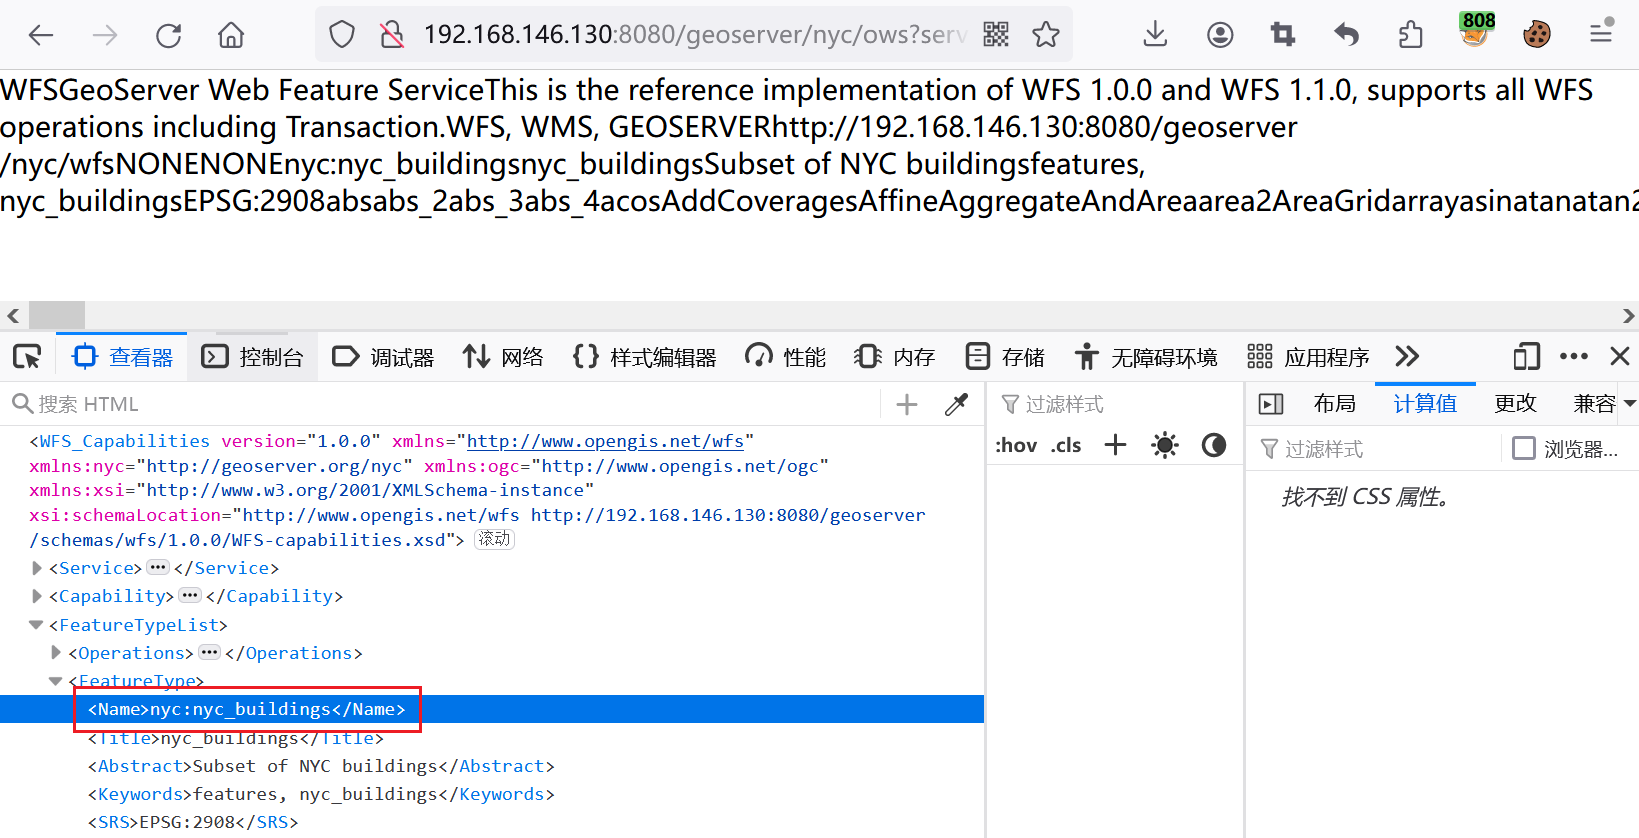 192.168.146.130:8080/geoserver/nyc/ows?serv
808
WFSGeoServer Web Feature ServiceThis is the reference implementation of WFS 1.0.0 and WFS 1.1.0, supports all WFS
operations including Transaction.WFS, WMS, GEOSERVERhttp://192.168.146.130:8080/geoserver
/nyc/wfsNONENONEnyc:nyc_buildingsnyc_buildingsSubset of NYC buildingsfeatures,
nyc_buildingsEPSG:2908absabs_2abs_3abs_4acosAddCoveragesAffineAggregateAndAreaarea2AreaGridarrayasinatanatan2
查看器 控制台 调试器 网络 {} 样式编辑器 性能 内存 存储 无障碍环境 应用程序
搜索 HTML
<WFS_Capabilities version="1.0.0" xmlns="http://www.opengis.net/wfs"
xmlns:nyc="http://geoserver.org/nyc" xmlns:ogc="http://www.opengis.net/ogc"
xmlns:xsi="http://www.w3.org/2001/XMLSchema-instance"
xsi:schemaLocation="http://www.opengis.net/wfs http://192.168.146.130:8080/geoserver
/schemas/wfs/1.0.0/WFS-capabilities.xsd"> 滚动
<Service>…</Service>
<Capability>…</Capability>
<FeatureTypeList>
<Operations>…</Operations>
<FeatureType>
<Name>nyc:nyc_buildings</Name>
<Title>nyc_buildings</Title>
<Abstract>Subset of NYC buildings</Abstract>
<Keywords>features, nyc_buildings</Keywords>
<SRS>EPSG:2908</SRS>
过滤样式
:hov .cls
布局 计算值 更改 兼容
过滤样式 浏览器...
找不到 CSS 属性。